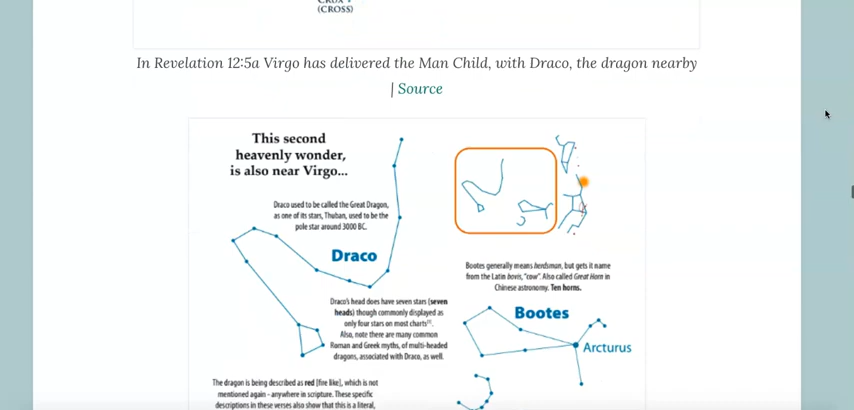 (CROSS)
In Revelation 12:5a Virgo has delivered the Man Child, with Draco, the dragon nearby
| Source
This second
heavenly wonder,
is also near Virgo...
Draco used to be called the Great Dragon,
as one of its stars, Thuban, used to be the
pole star around 3000 BC.
Draco
Bootes generally means herdsman, but gets it name
from the Latin bovis, "cow". Also called Great Horn in
Chinese astronomy. Ten horns.
Draco's head does have seven stars (seven
heads) though commonly displayed as
only four stars on most charts
Also, note there are many common
Roman and Greek myths, of multi-headed
dragons, associated with Draco, as well.
Bootes
Arcturus
The dragon is being described as red [fire like], which is not
mentioned again - anywhere in scripture. These specific
descriptions in these verses also show that this is a literal,